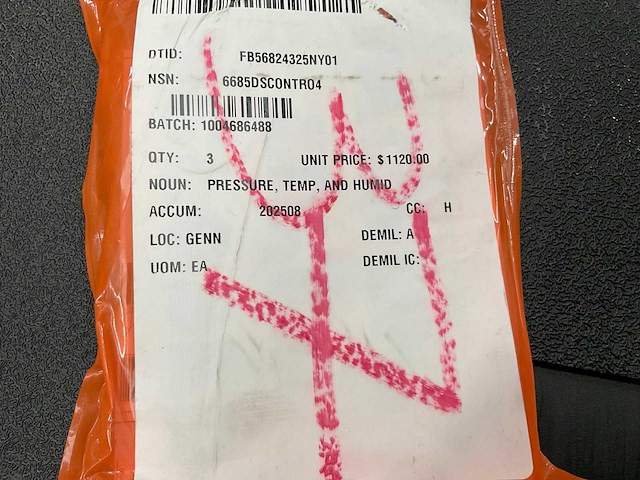 DTID: FB56824325NY01
NSN: 6685DSCONTRO4
BATCH: 1004686488
QTY: 3 UNIT PRICE: $1120.00
NOUN: PRESSURE, TEMP, AND HUMID
ACCUM: 202508 CC: H
LOC: GENN DEMIL: A
UOM: EA DEMIL IC: